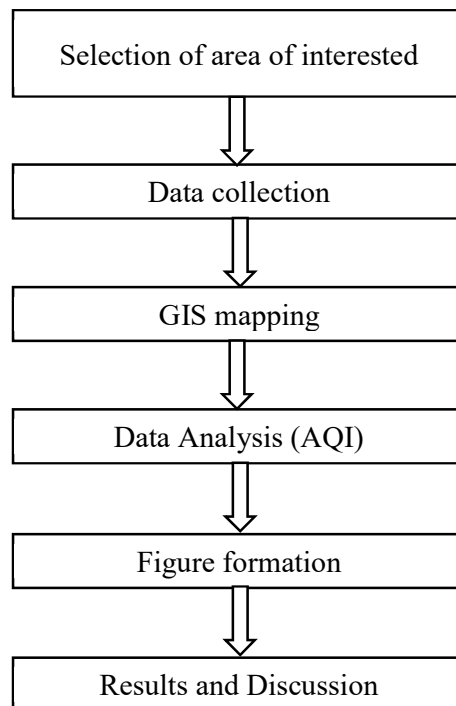 Selection of area of interested
Data collection
GIS mapping
Data Analysis (AQI)
Figure formation
Results and Discussion